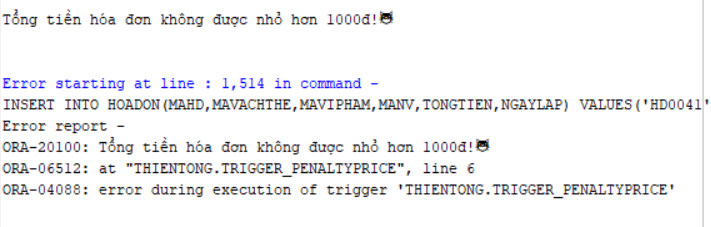 Tổng tiền hóa đơn không được nhỏ hơn 1000đ!😈
Error starting at line : 1,514 in command -
INSERT INTO HOADON(MAHD,MAVACHTHE,MAVIPHAM,MANV,TONGTIEN,NGAYLAP) VALUES('HD0041'
Error report -
ORA-20100: Tổng tiền hóa đơn không được nhỏ hơn 1000đ!😈
ORA-06512: at "THIENTONG.TRIGGER_PENALTYPRICE", line 6
ORA-04088: error during execution of trigger 'THIENTONG.TRIGGER_PENALTYPRICE'